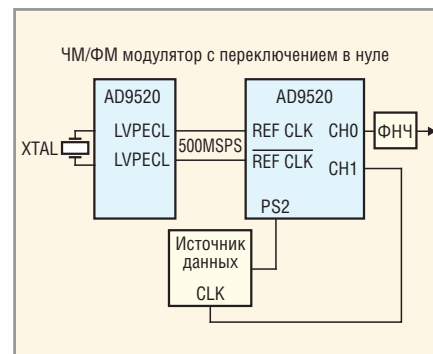 ЧМ/ФМ модулятор с переключением в нуле
AD9520
AD9520
XTAL
LVPECL
LVPECL
500MSPS
REF CLK
REF CLK
CH0
CH1
ФНЧ
PS2
Источник
данных
CLK